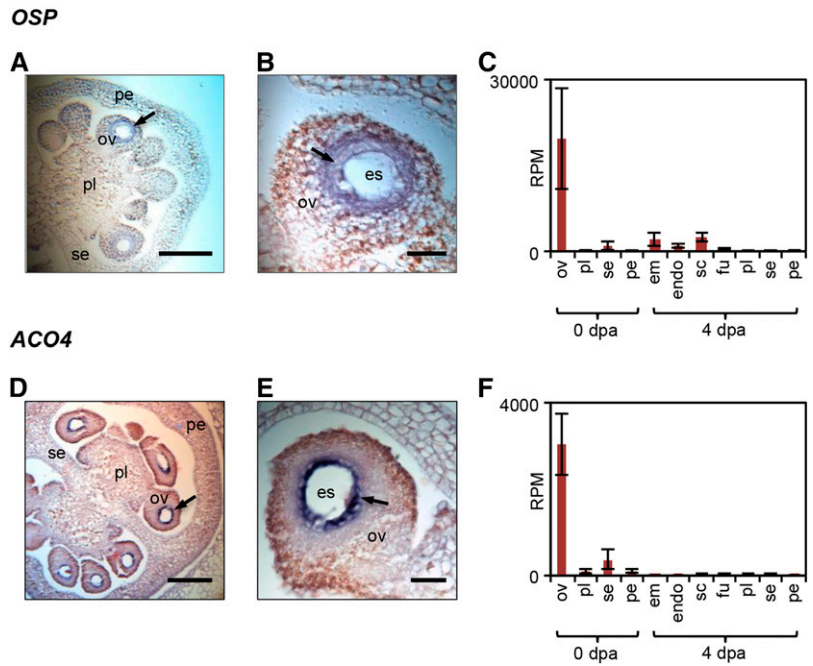 OSP
A
B
C
pe
ov
pl
se
es
ov
30000
RPM
0
ov pl se pe em endo sc fu pl se pe
0 dpa 4 dpa
ACO4
D
E
F
pe
se
pl
ov
es
ov
4000
RPM
0
ov pl se pe em endo sc fu pl se pe
0 dpa 4 dpa